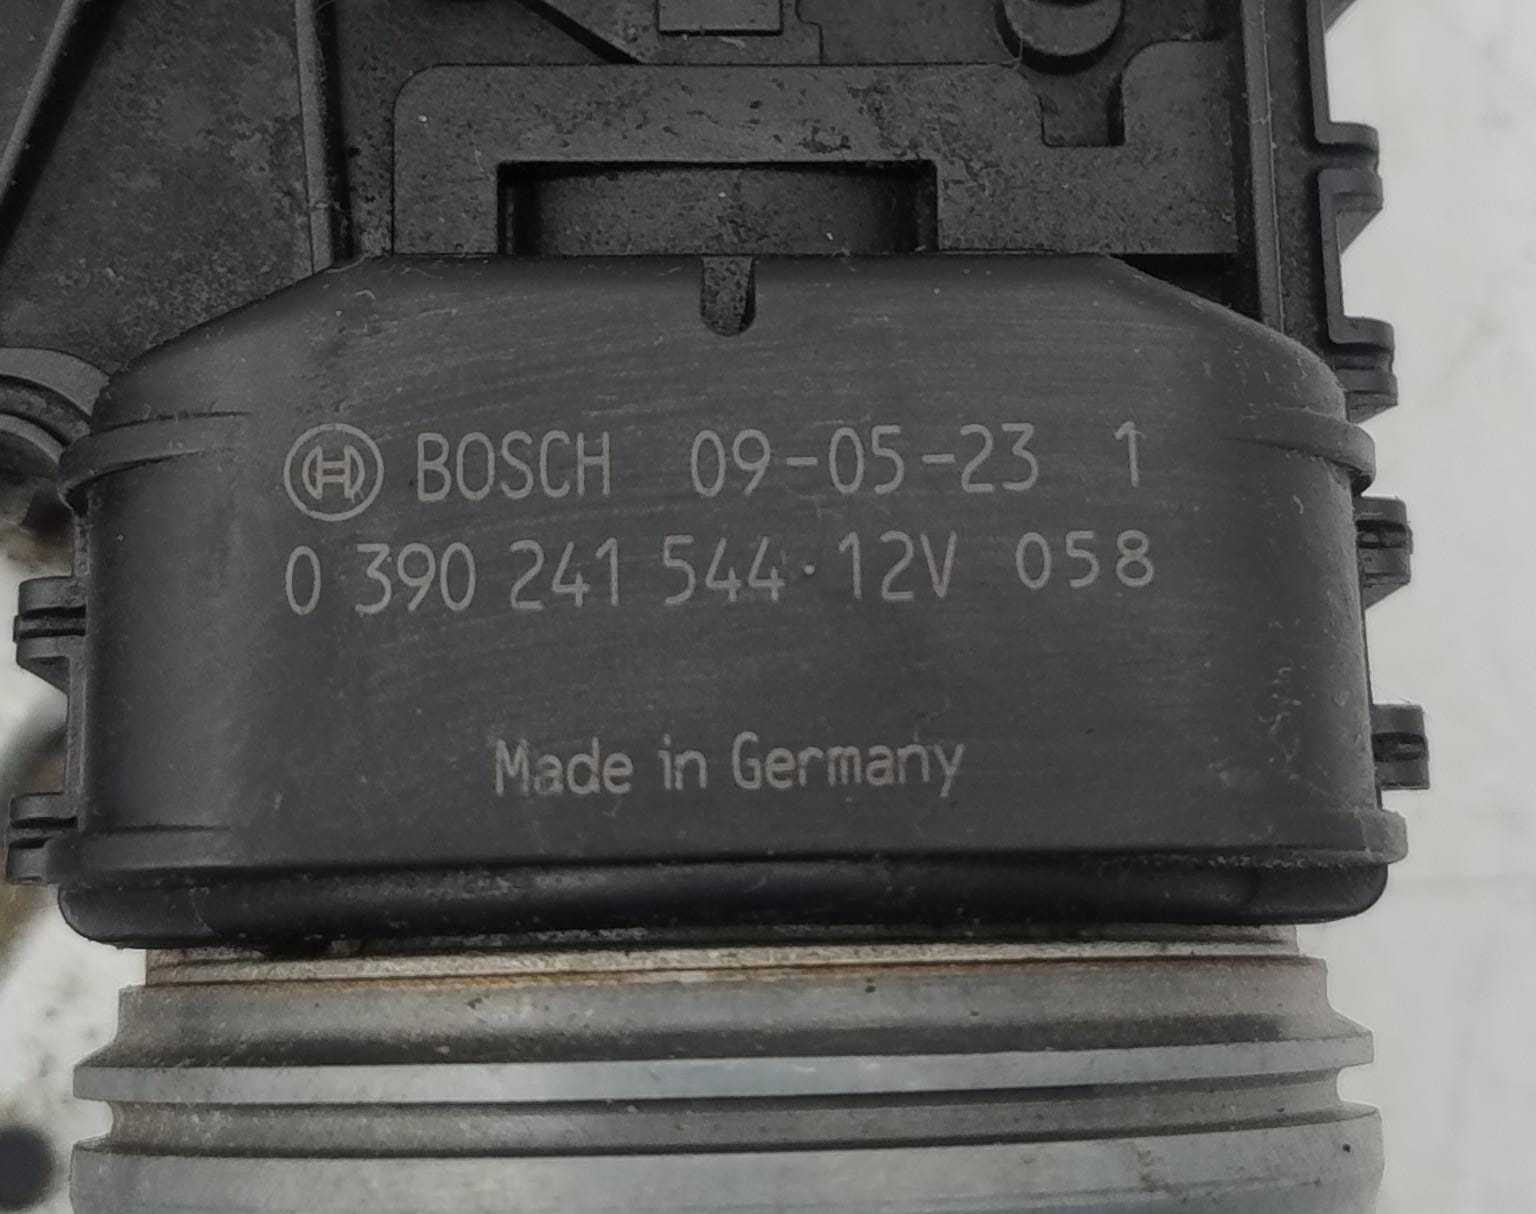 BOSCH 09-05-23 1
0 390 241 544 · 12V 058
Made in Germany